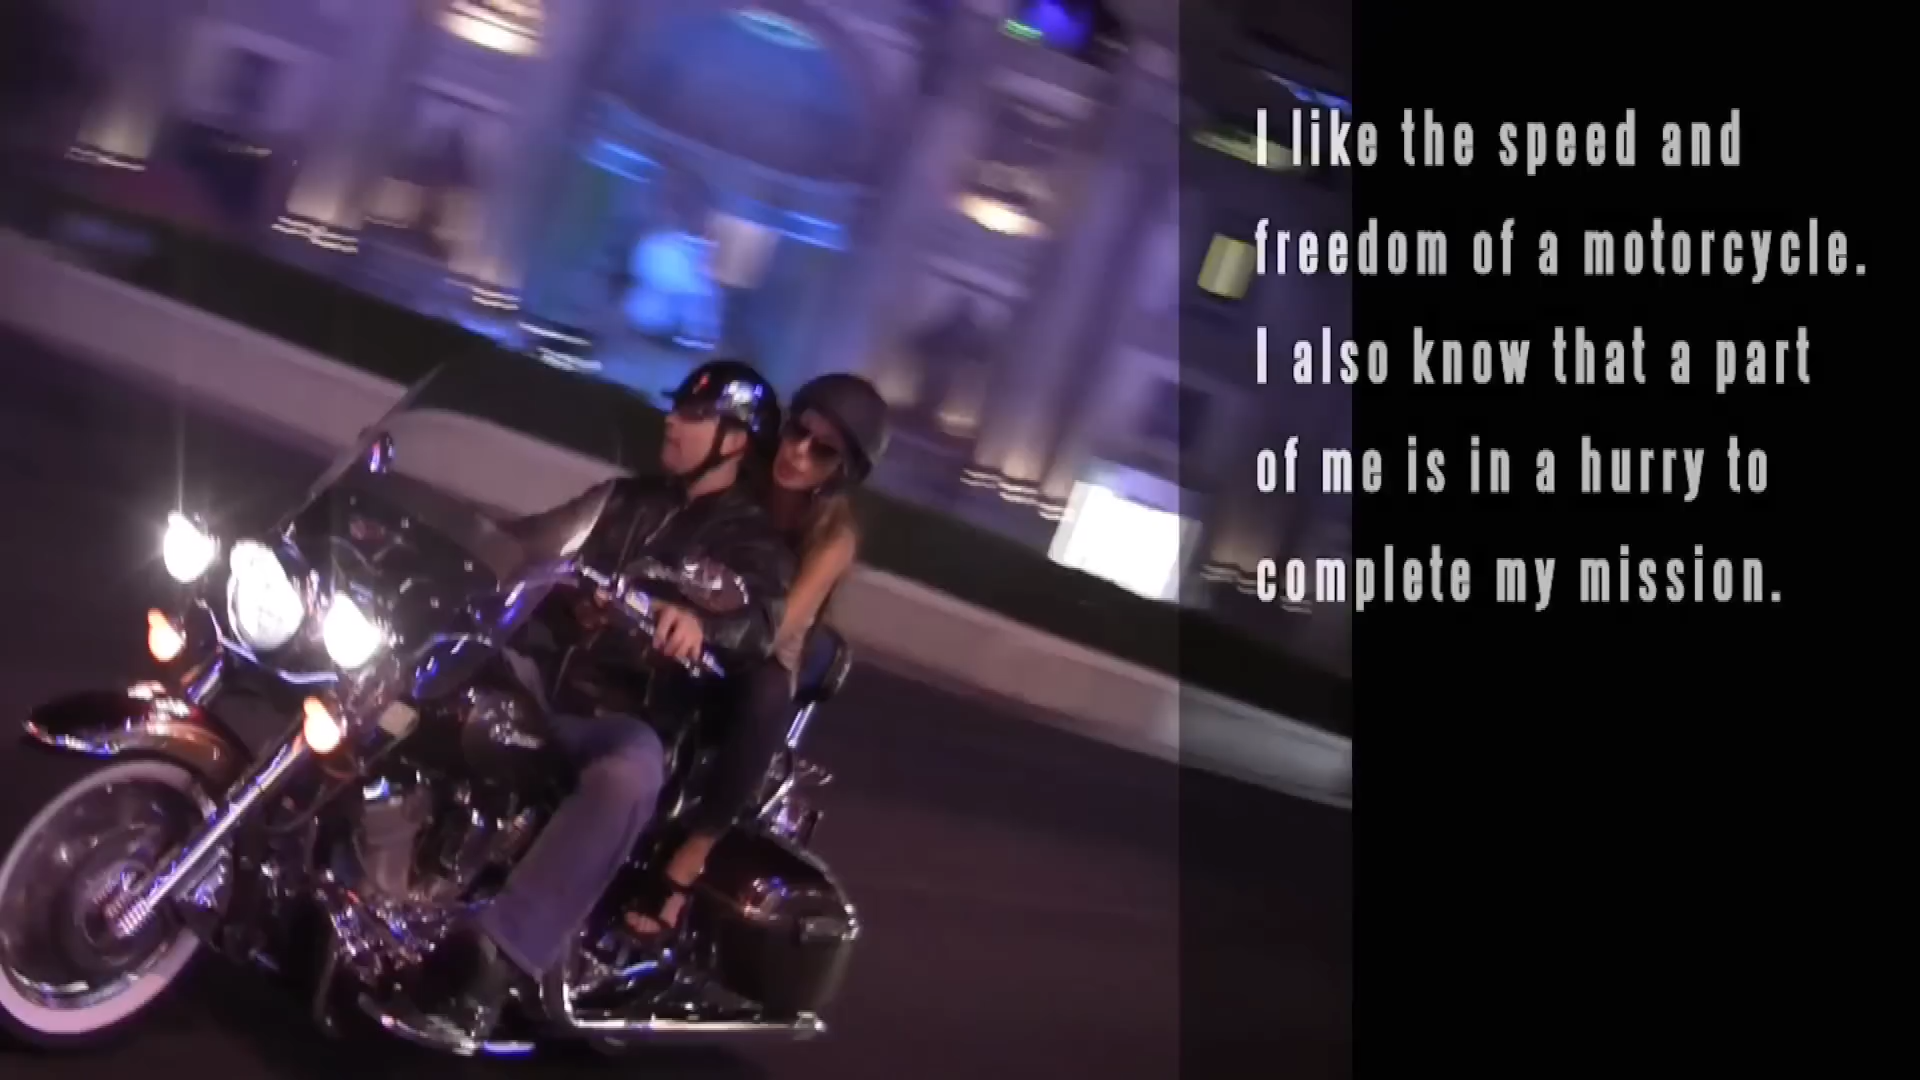 I like the speed and
freedom of a motorcycle.
I also know that a part
of me is in a hurry to
complete my mission.